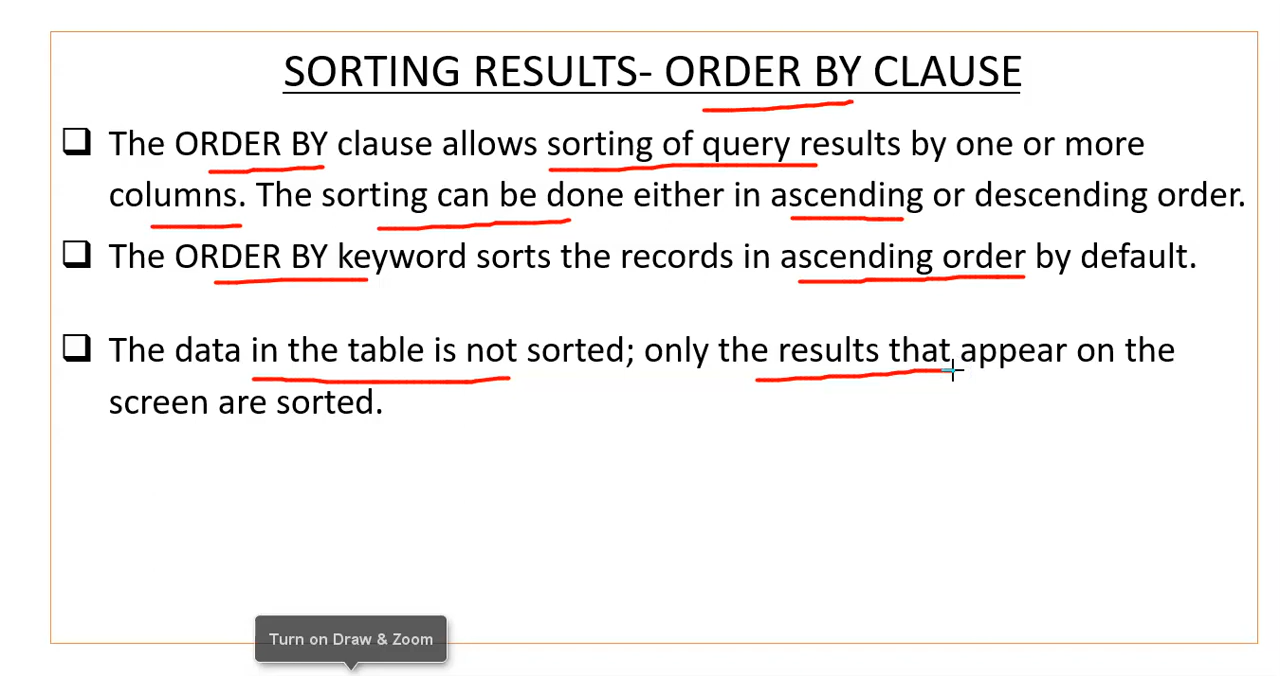 SORTING RESULTS- ORDER BY CLAUSE
The ORDER BY clause allows sorting of query results by one or more
columns. The sorting can be done either in ascending or descending order.
The ORDER BY keyword sorts the records in ascending order by default.
The data in the table is not sorted; only the results that appear on the
screen are sorted.
Turn on Draw & Zoom